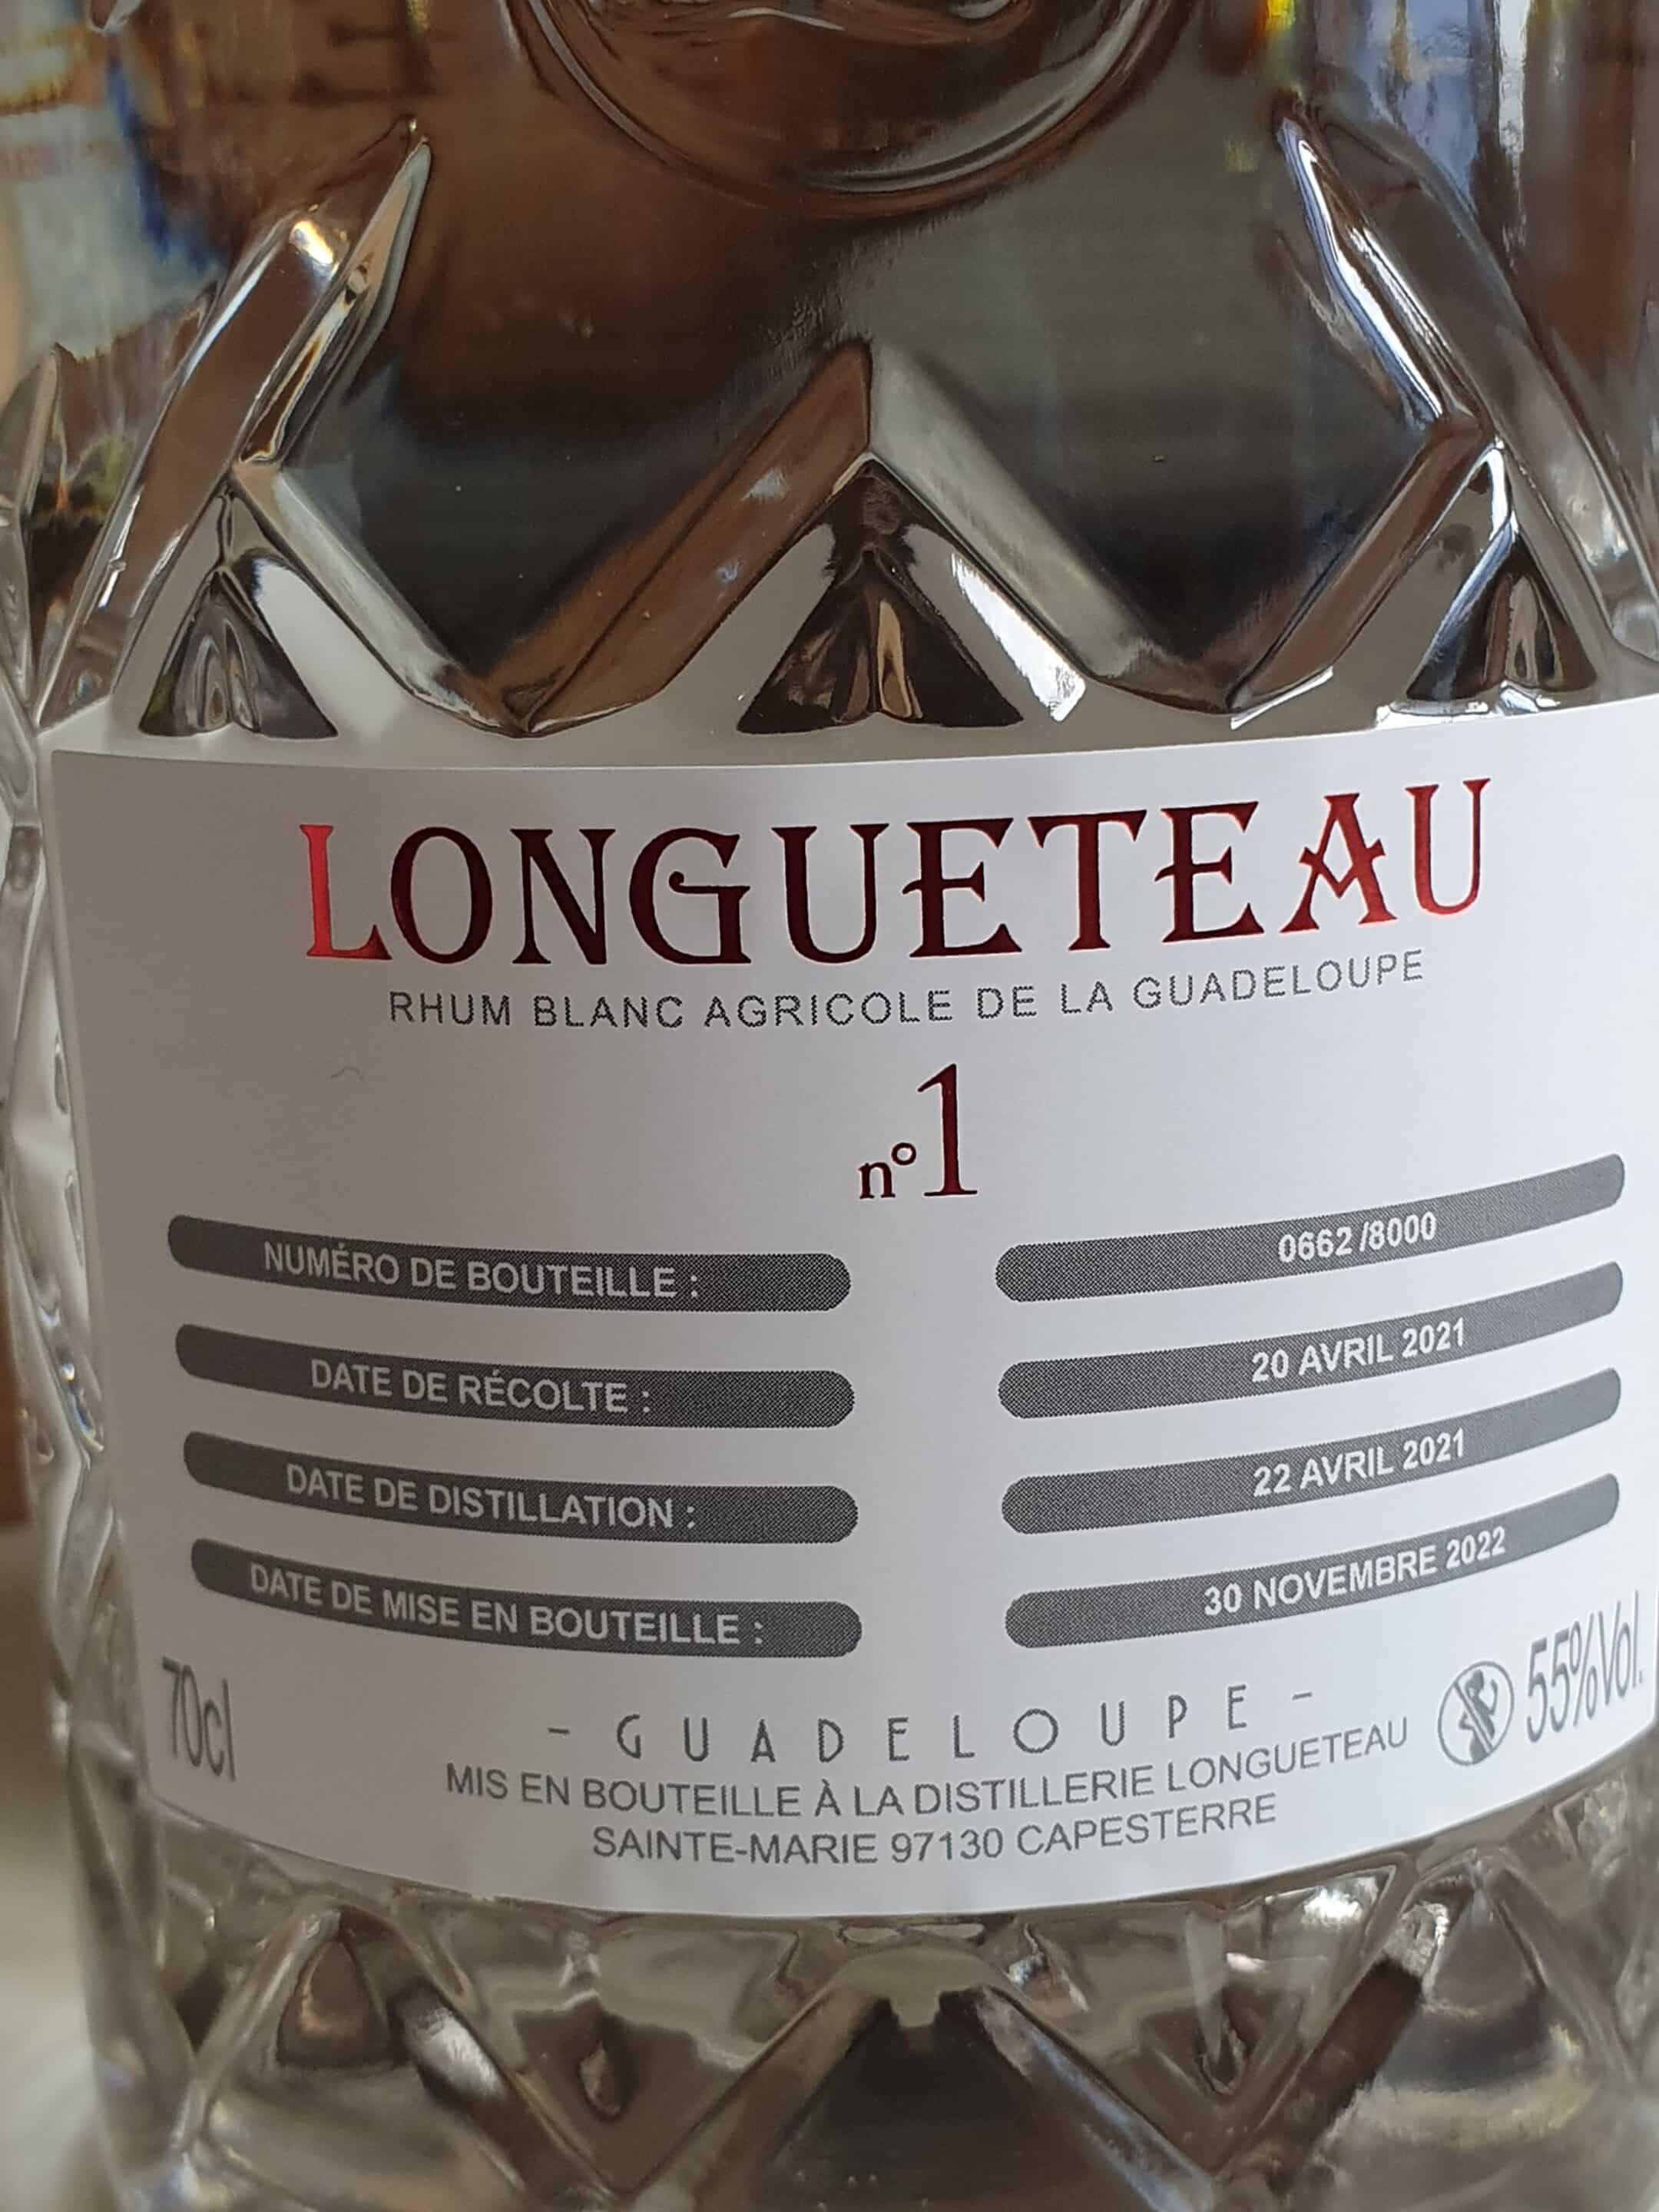 LONGUETEAU
RHUM BLANC AGRICOLE DE LA GUADELOUPE
n°1
NUMÉRO DE BOUTEILLE : 0662 /8000
DATE DE RÉCOLTE : 20 AVRIL 2021
DATE DE DISTILLATION : 22 AVRIL 2021
DATE DE MISE EN BOUTEILLE : 30 NOVEMBRE 2022
70cl
- GUADELOUPE -
55%Vol.
MIS EN BOUTEILLE À LA DISTILLERIE LONGUETEAU
SAINTE-MARIE 97130 CAPESTERRE